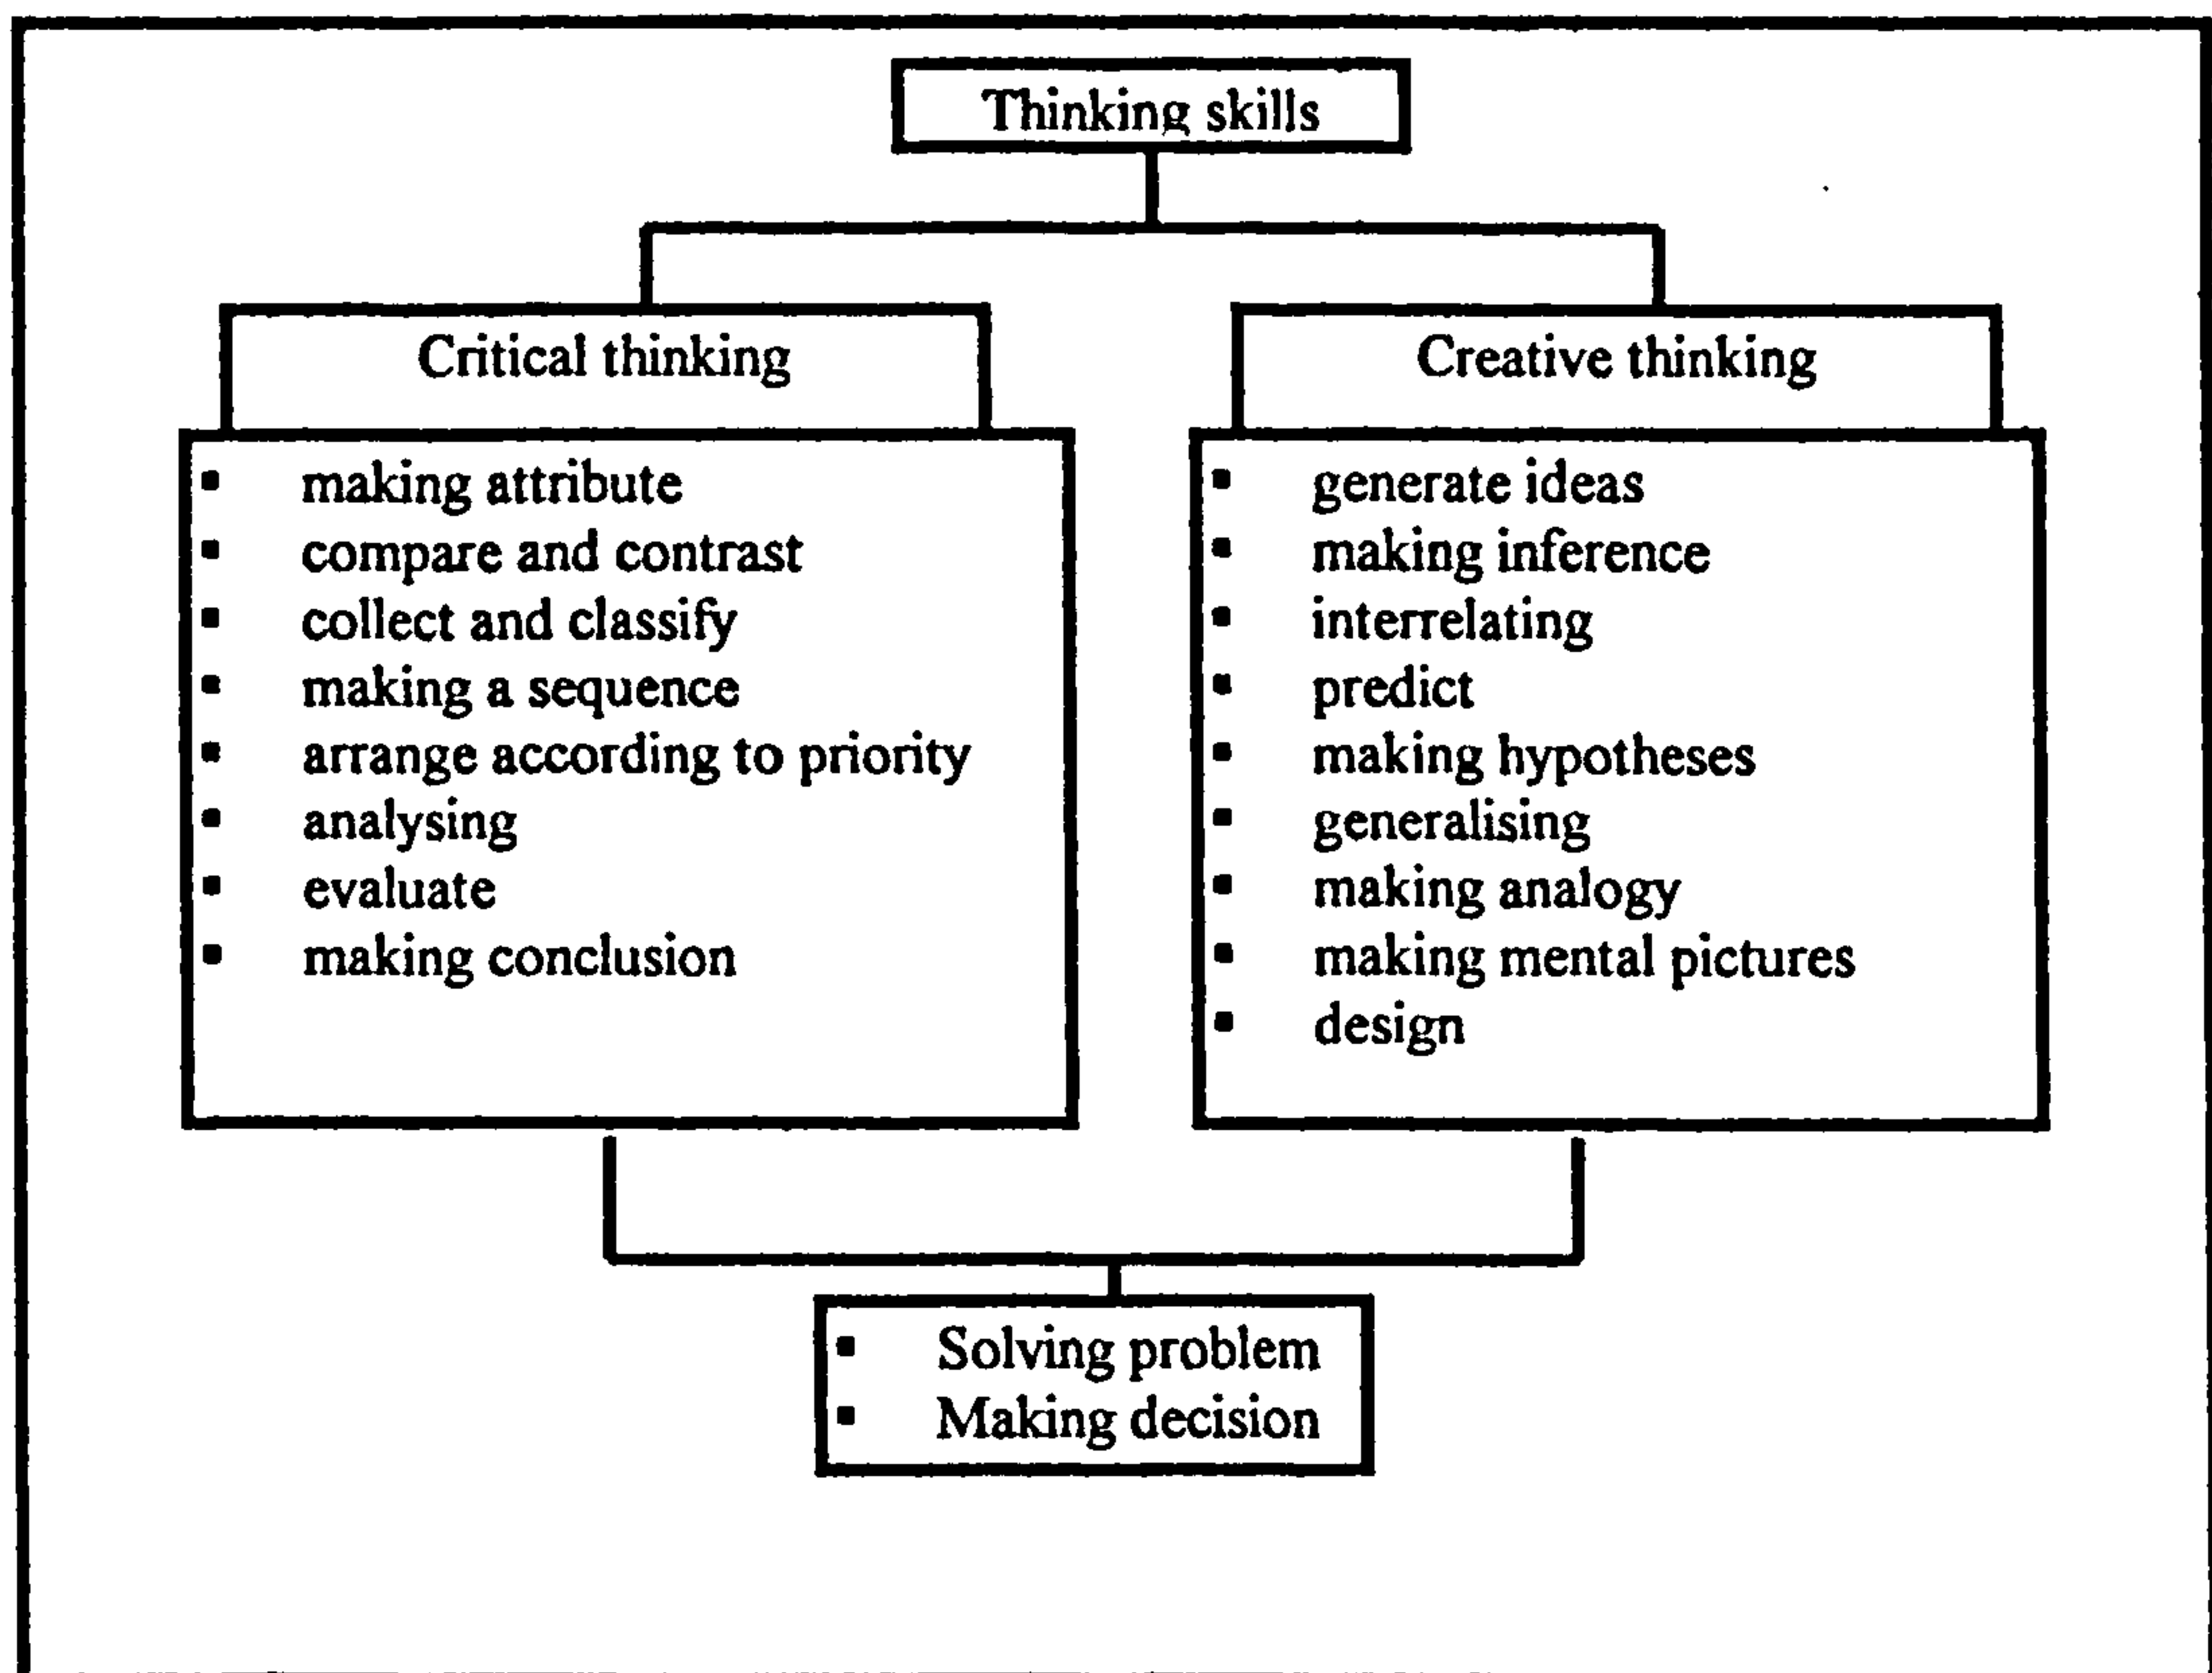 Thinking skills
Critical thinking
▪ making attribute
▪ compare and contrast
▪ collect and classify
▪ making a sequence
▪ arrange according to priority
▪ analysing
▪ evaluate
▪ making conclusion
Creative thinking
▪ generate ideas
▪ making inference
▪ interrelating
▪ predict
▪ making hypotheses
▪ generalising
▪ making analogy
▪ making mental pictures
▪ design
▪ Solving problem
▪ Making decision